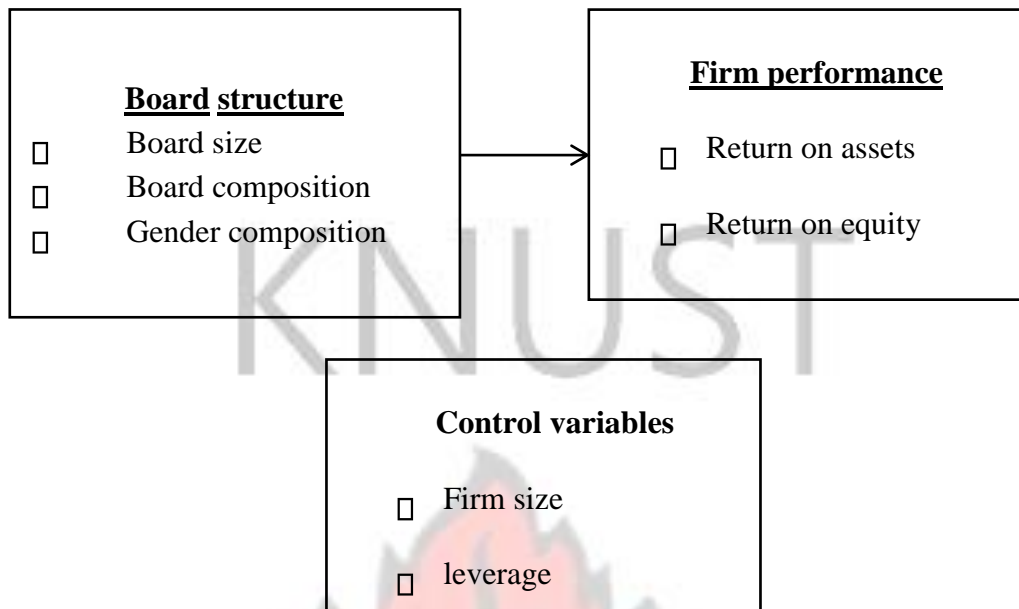 Board structure
Board size
Board composition
Gender composition
Firm performance
Return on assets
Return on equity
KNUST
Control variables
Firm size
leverage